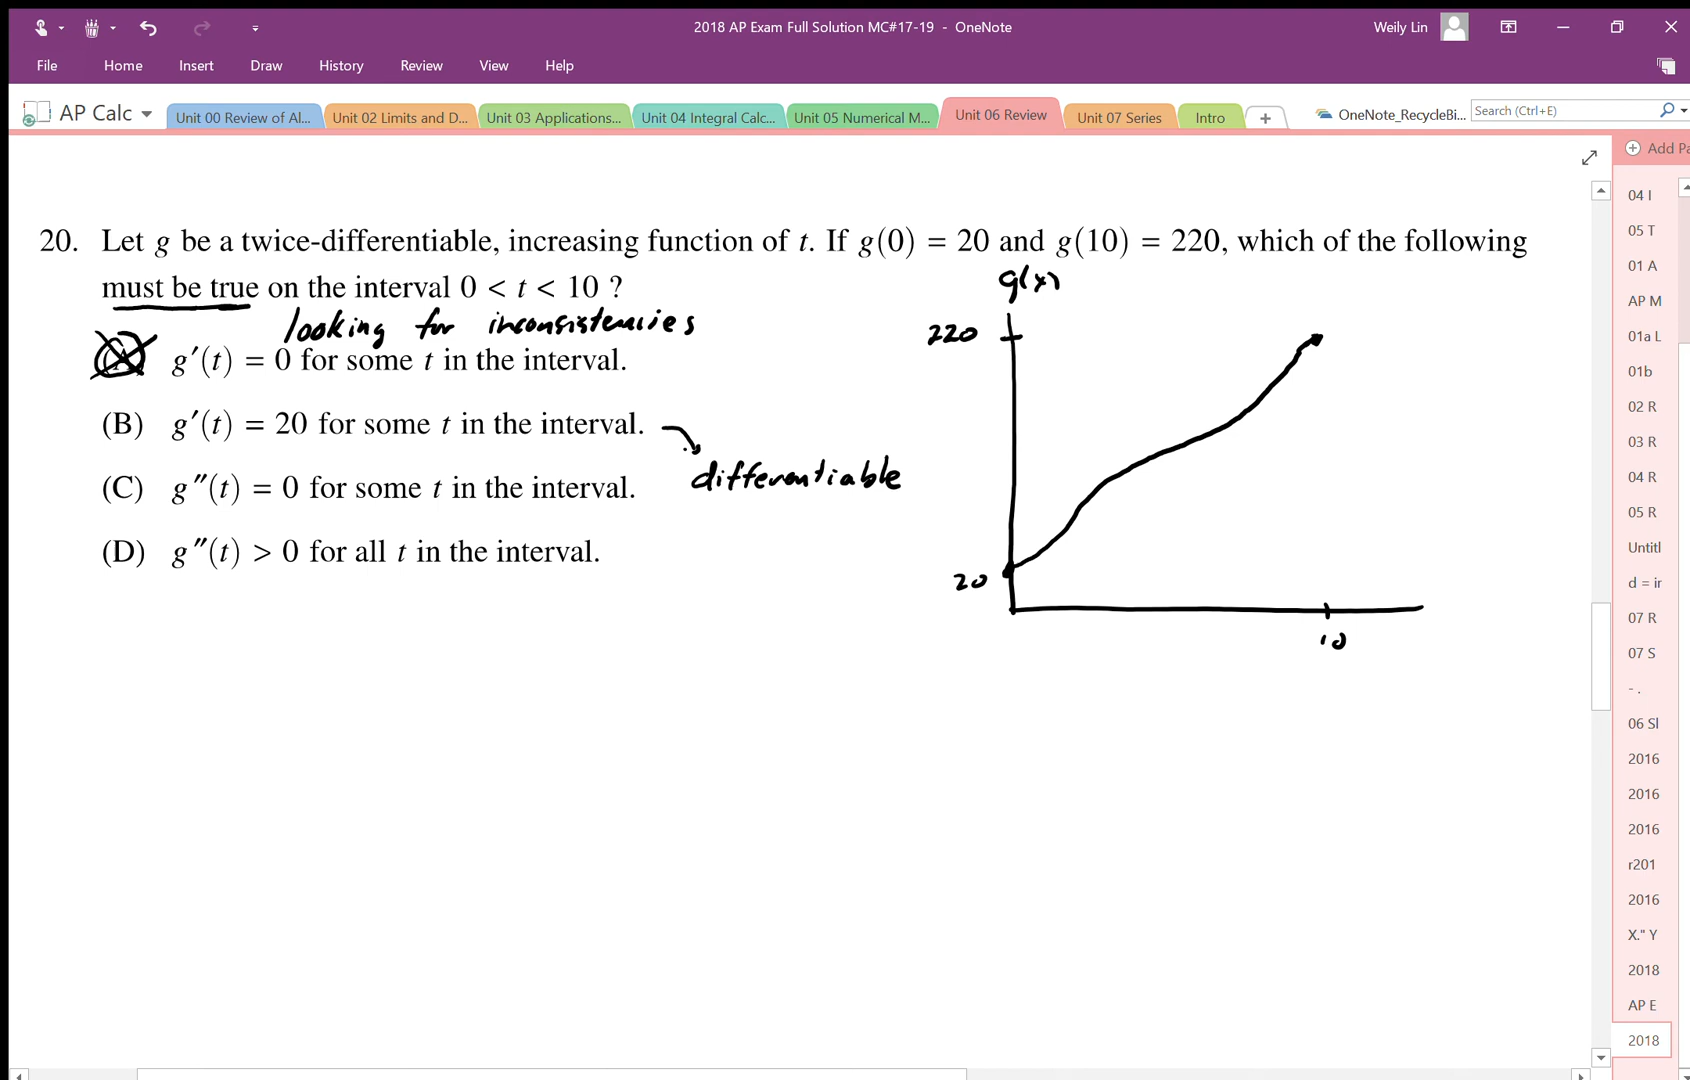 2018 AP Exam Full Solution MC#17-19 - OneNote
Weily Lin
File Home Insert Draw History Review View Help
AP Calc
Unit 00 Review of Al...
Unit 02 Limits and D...
Unit 03 Applications...
Unit 04 Integral Calc...
Unit 05 Numerical M...
Unit 06 Review
Unit 07 Series
Intro
+
OneNote_RecycleBi...
Search (Ctrl+E)
Add Pa
20. Let g be a twice-differentiable, increasing function of t. If g(0) = 20 and g(10) = 220, which of the following
must be true on the interval 0 < t < 10 ?
looking for inconsistencies
(A) g′(t) = 0 for some t in the interval.
(B) g′(t) = 20 for some t in the interval.
differentiable
(C) g″(t) = 0 for some t in the interval.
(D) g″(t) > 0 for all t in the interval.
g(x)
220
20
10
04 I
05 T
01 A
AP M
01a L
01b
02 R
03 R
04 R
05 R
Untitl
d = ir
07 R
07 S
- .
06 Sl
2016
2016
2016
r201
2016
X." Y
2018
AP E
2018